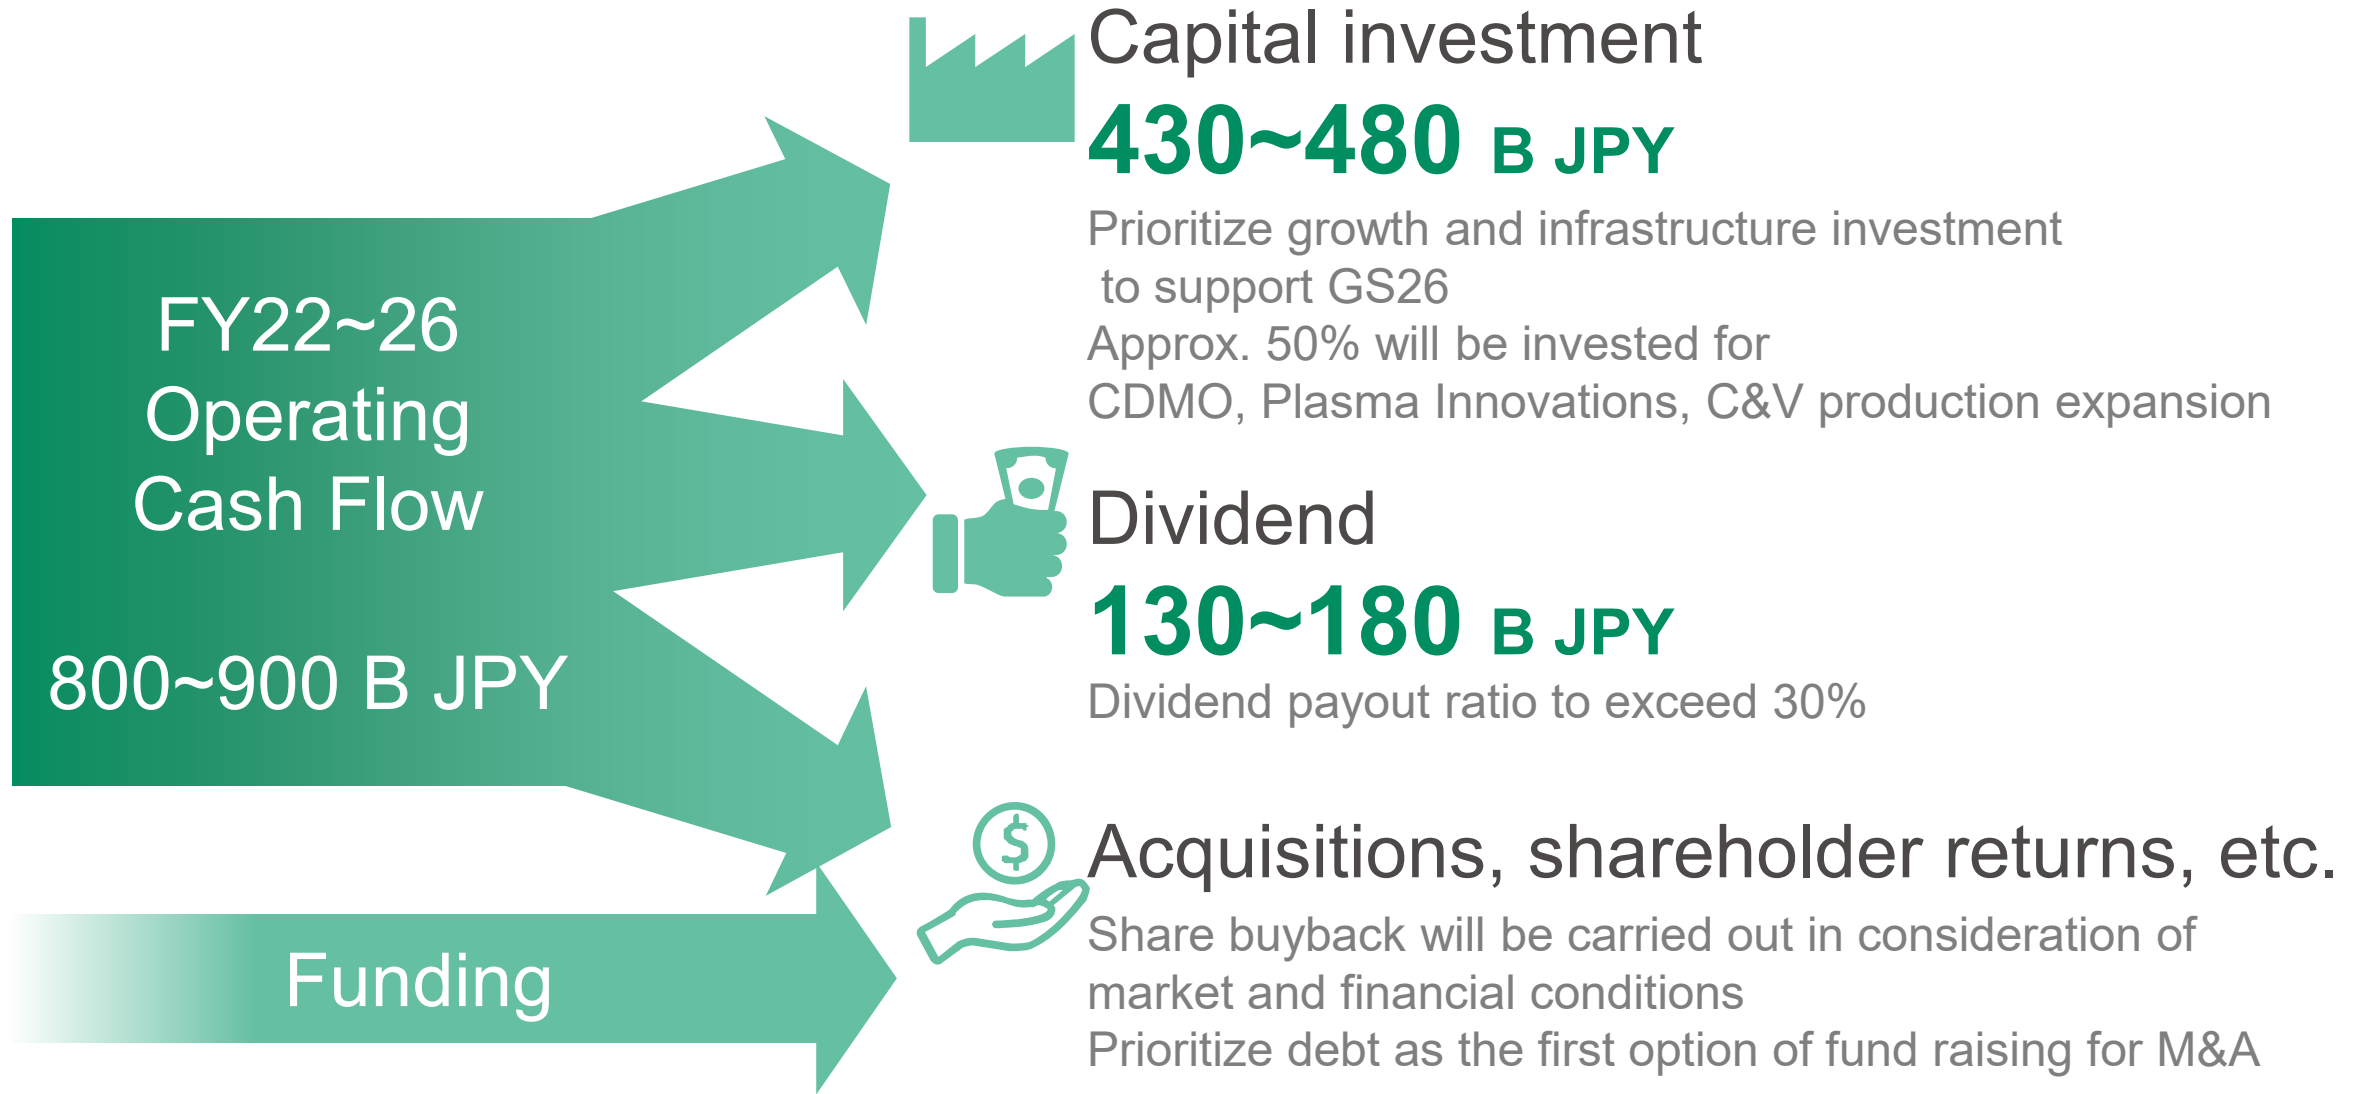 FY22~26
Operating
Cash Flow
800~900 B JPY
Funding
Capital investment
430~480 B JPY
Prioritize growth and infrastructure investment
to support GS26
Approx. 50% will be invested for
CDMO, Plasma Innovations, C&V production expansion
Dividend
130~180 B JPY
Dividend payout ratio to exceed 30%
$
Acquisitions, shareholder returns, etc.
Share buyback will be carried out in consideration of
market and financial conditions
Prioritize debt as the first option of fund raising for M&A